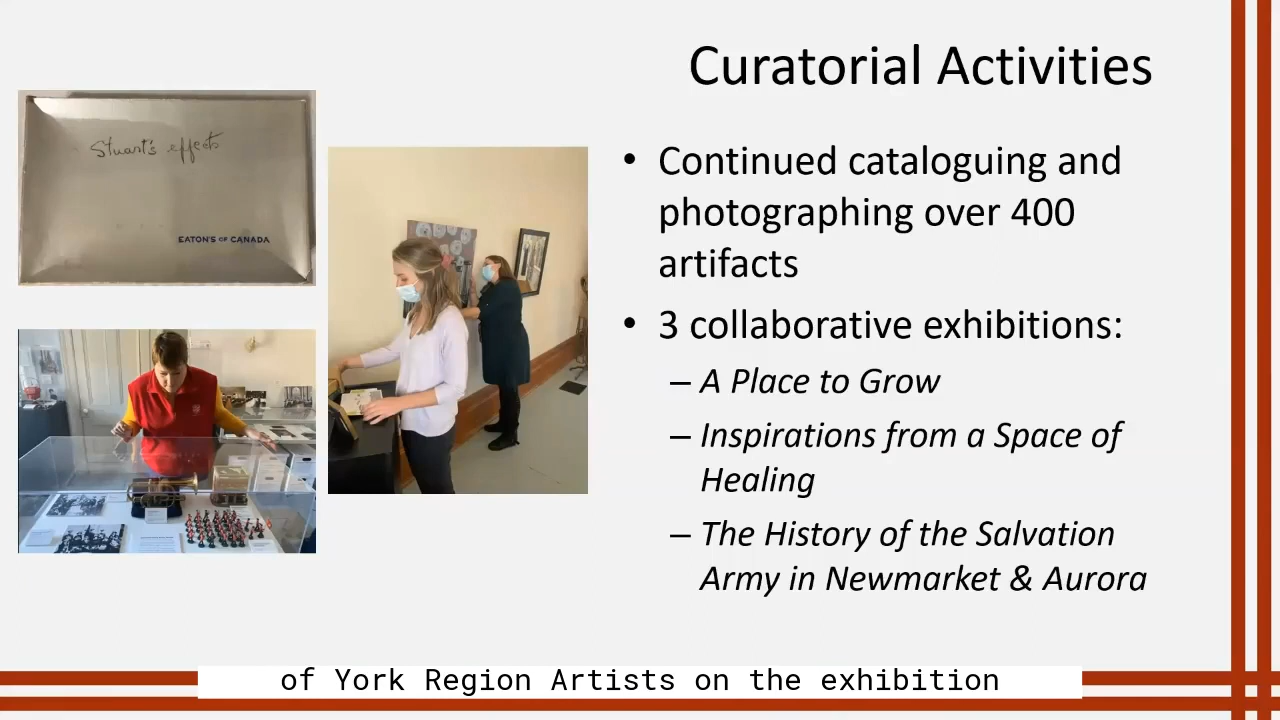 Curatorial Activities
Stuart's effects
EATON'S OF CANADA
• Continued cataloguing and
photographing over 400
artifacts
• 3 collaborative exhibitions:
– A Place to Grow
– Inspirations from a Space of
Healing
– The History of the Salvation
Army in Newmarket & Aurora
of York Region Artists on the exhibition